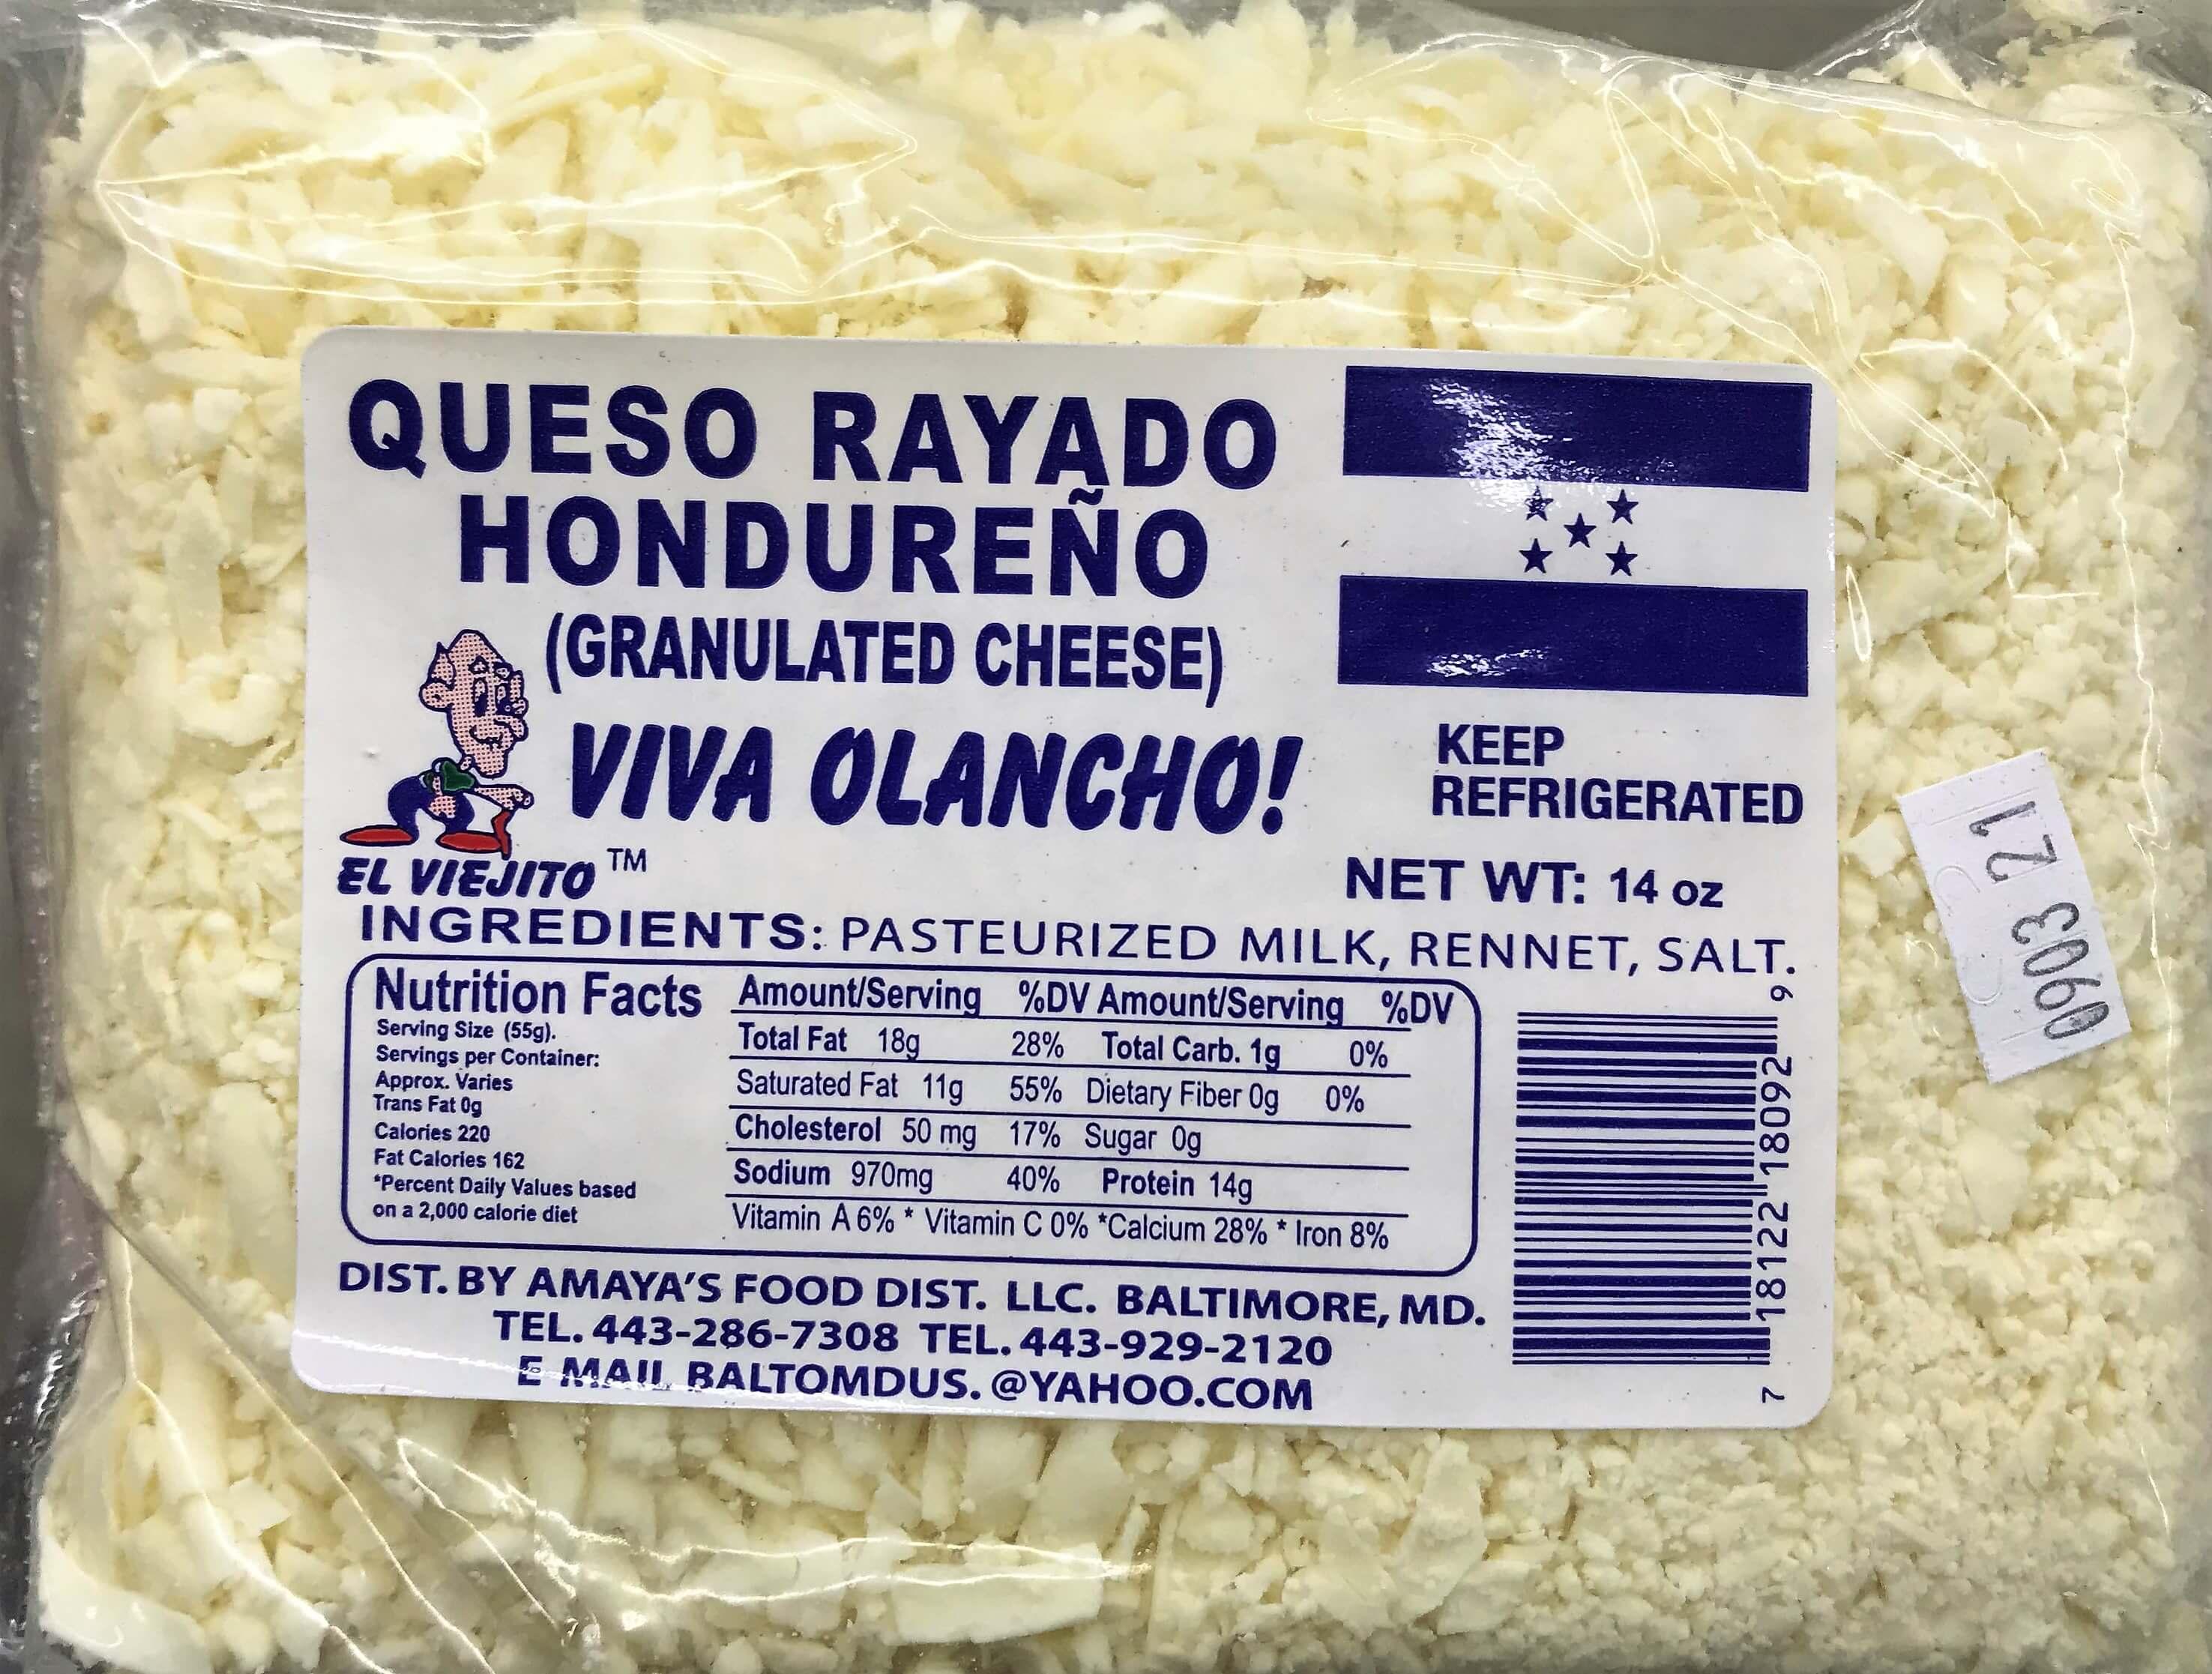 QUESO RAYADO
HONDUREÑO
(GRANULATED CHEESE)
VIVA OLANCHO!
EL VIEJITO TM
KEEP
REFRIGERATED
NET WT: 14 oz
INGREDIENTS: PASTEURIZED MILK, RENNET, SALT.
Nutrition Facts
Serving Size (55g).
Servings per Container:
Approx. Varies
Trans Fat 0g
Calories 220
Fat Calories 162
*Percent Daily Values based
on a 2,000 calorie diet
Amount/Serving %DV Amount/Serving %DV
Total Fat 18g 28% Total Carb. 1g 0%
Saturated Fat 11g 55% Dietary Fiber 0g 0%
Cholesterol 50 mg 17% Sugar 0g
Sodium 970mg 40% Protein 14g
Vitamin A 6% * Vitamin C 0% *Calcium 28% * Iron 8%
DIST. BY AMAYA'S FOOD DIST. LLC. BALTIMORE, MD.
TEL. 443-286-7308 TEL. 443-929-2120
E MAIL BALTOMDUS. @YAHOO.COM
7 18122 18092 9
0903 21